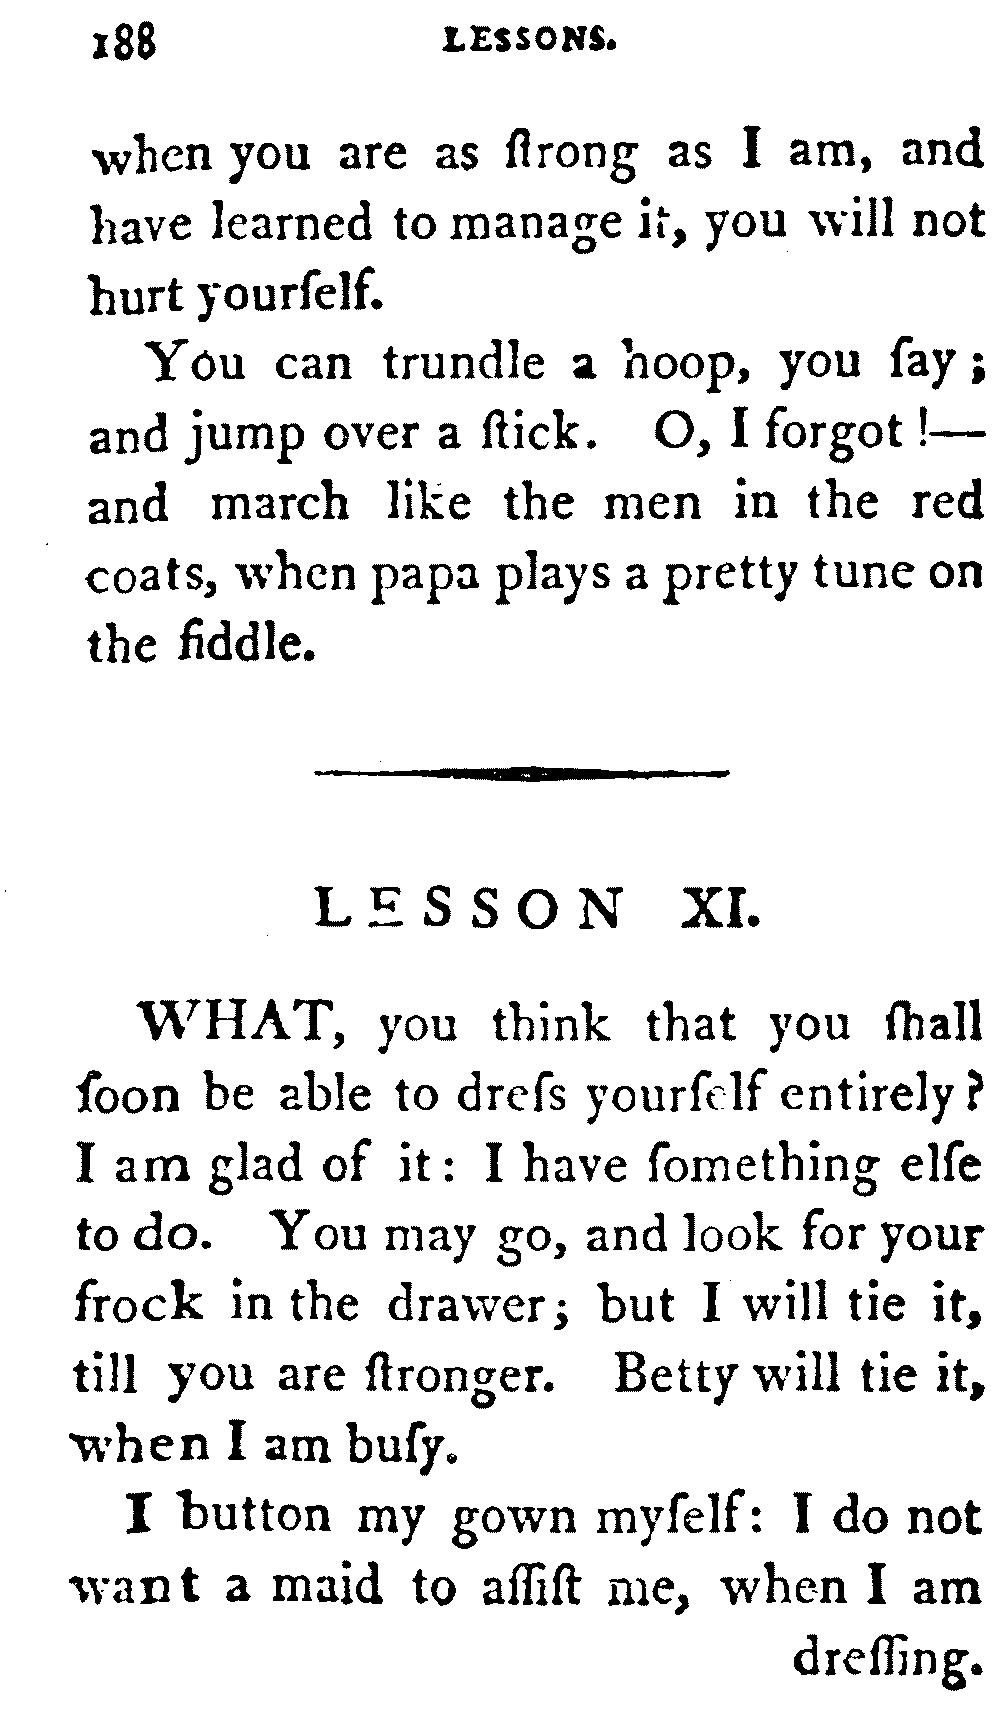 188 LESSONS.
when you are as ſtrong as I am, and
have learned to manage it, you will not
hurt yourſelf.
You can trundle a hoop, you ſay;
and jump over a ſtick. O, I forgot!—
and march like the men in the red
coats, when papa plays a pretty tune on
the fiddle.
LESSON XI.
WHAT, you think that you ſhall
ſoon be able to dreſs yourſelf entirely?
I am glad of it: I have ſomething elſe
to do. You may go, and look for your
frock in the drawer; but I will tie it,
till you are ſtronger. Betty will tie it,
when I am buſy.
I button my gown myſelf: I do not
want a maid to aſſiſt me, when I am
dreſſing.